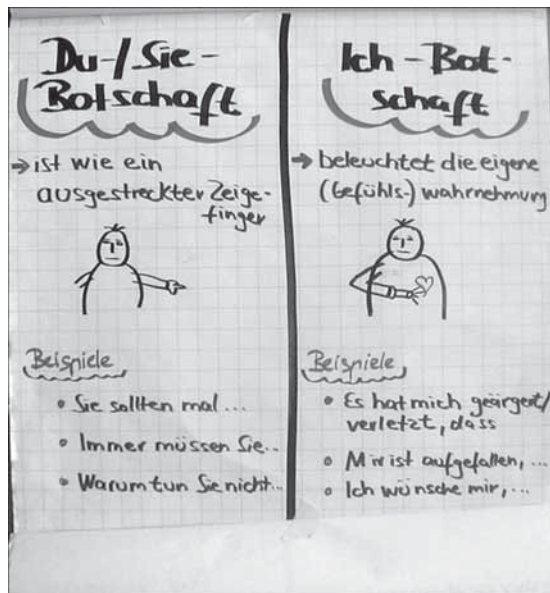 Du-/Sie-
Botschaft
→ ist wie ein
ausgestreckter Zeige-
finger
Beispiele
• Sie sollten mal...
• Immer müssen Sie...
• Warum tun Sie nicht...
Ich-Bot-
schaft
→ beleuchtet die eigene
(Gefühls-) wahrnehmung
Beispiele
• Es hat mich geärgert/
verletzt, dass
• Mir ist aufgefallen,...
• Ich wünsche mir,...